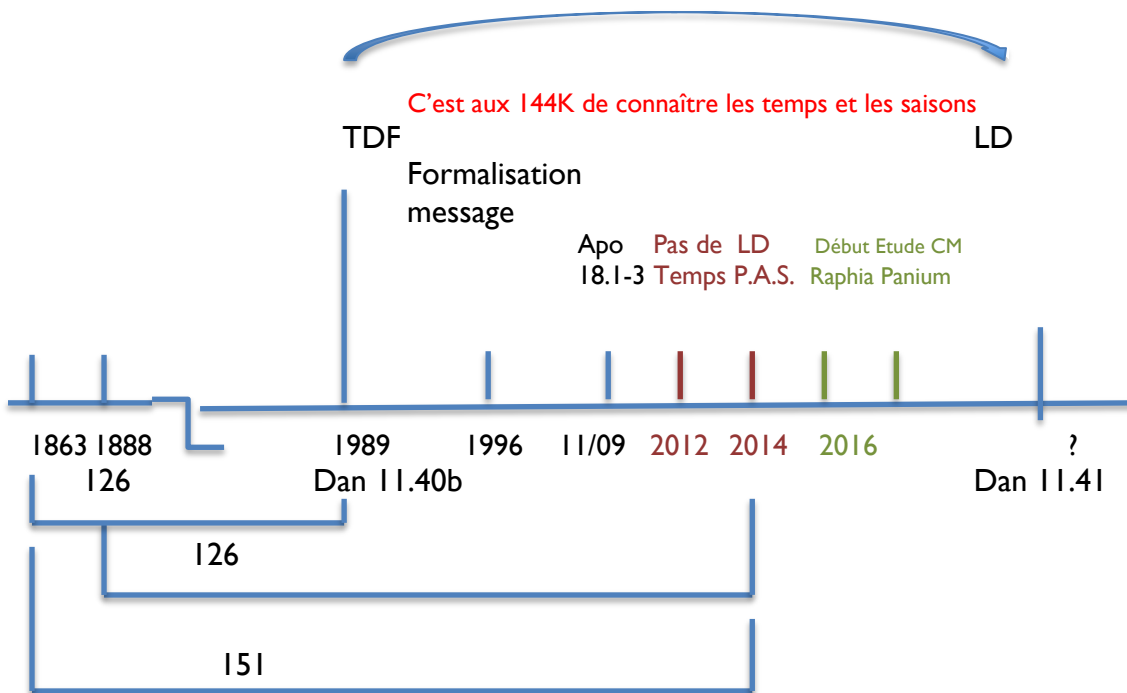 C'est aux 144K de connaître les temps et les saisons
TDF
LD
Formalisation
message
Apo
18.1-3
Pas de LD
Temps P.A.S.
Début Etude CM
Raphia Panium
1863 1888
1989
1996
11/09
2012
2014
2016
?
126
Dan 11.40b
Dan 11.41
126
151